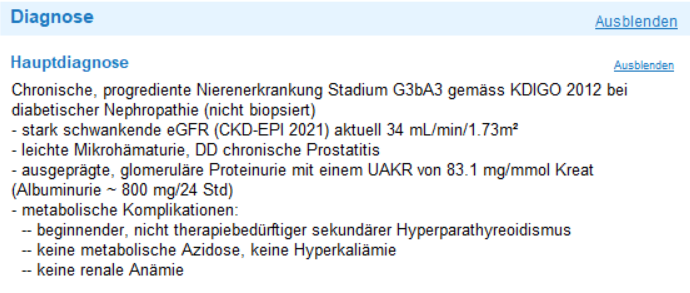 Diagnose
Ausblenden
Hauptdiagnose
Ausblenden
Chronische, progrediente Nierenerkrankung Stadium G3bA3 gemäss KDIGO 2012 bei
diabetischer Nephropathie (nicht biopsiert)
- stark schwankende eGFR (CKD-EPI 2021) aktuell 34 mL/min/1.73m²
- leichte Mikrohämaturie, DD chronische Prostatitis
- ausgeprägte, glomeruläre Proteinurie mit einem UAKR von 83.1 mg/mmol Kreat
(Albuminurie ~ 800 mg/24 Std)
- metabolische Komplikationen:
-- beginnender, nicht therapiebedürftiger sekundärer Hyperparathyreoidismus
-- keine metabolische Azidose, keine Hyperkaliämie
-- keine renale Anämie